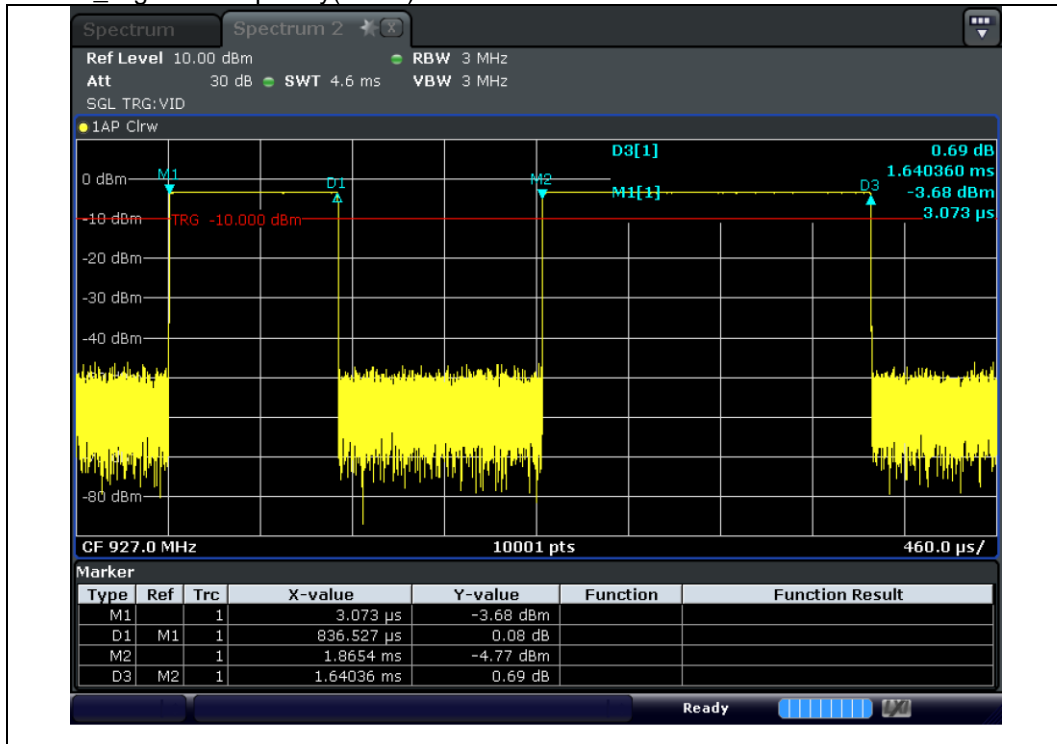 Spectrum Spectrum 2 X
Ref Level 10.00 dBm RBW 3 MHz
Att 30 dB SWT 4.6 ms VBW 3 MHz
SGL TRG:VID
1AP Clrw
D3[1] 0.69 dB
1.640360 ms
M1[1] -3.68 dBm
3.073 µs
M1 D1 M2 D3
0 dBm
-10 dBm TRG -10.000 dBm
-20 dBm
-30 dBm
-40 dBm
-80 dBm
CF 927.0 MHz 10001 pts 460.0 µs/
Marker
Type Ref Trc X-value Y-value Function Function Result
M1 1 3.073 µs -3.68 dBm
D1 M1 1 836.527 µs 0.08 dB
M2 1 1.8654 ms -4.77 dBm
D3 M2 1 1.64036 ms 0.69 dB
Ready